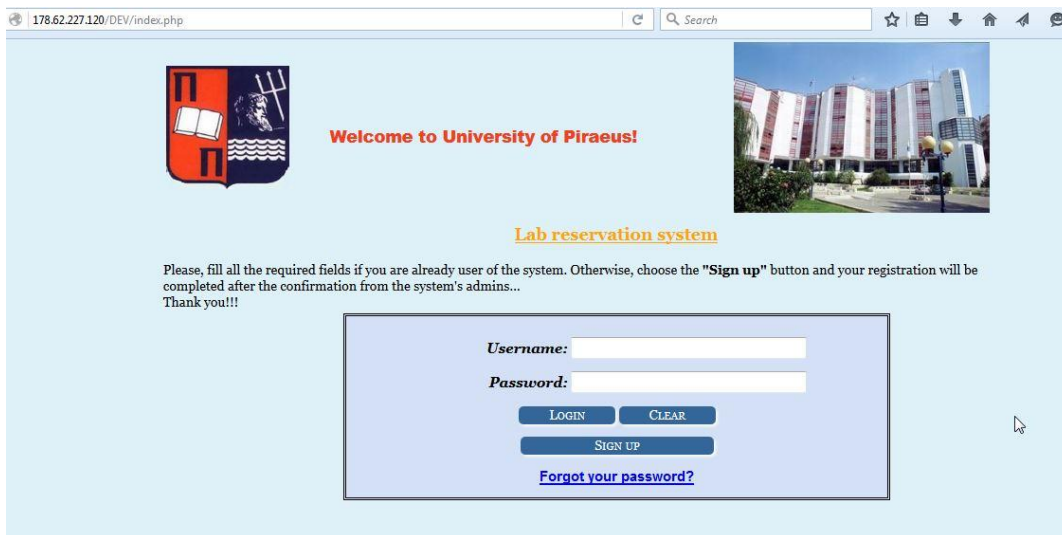 178.62.227.120/DEV/index.php
Search
Π
Π
Welcome to University of Piraeus!
Lab reservation system
Please, fill all the required fields if you are already user of the system. Otherwise, choose the "Sign up" button and your registration will be
completed after the confirmation from the system's admins...
Thank you!!!
Username:
Password:
LOGIN CLEAR
SIGN UP
Forgot your password?